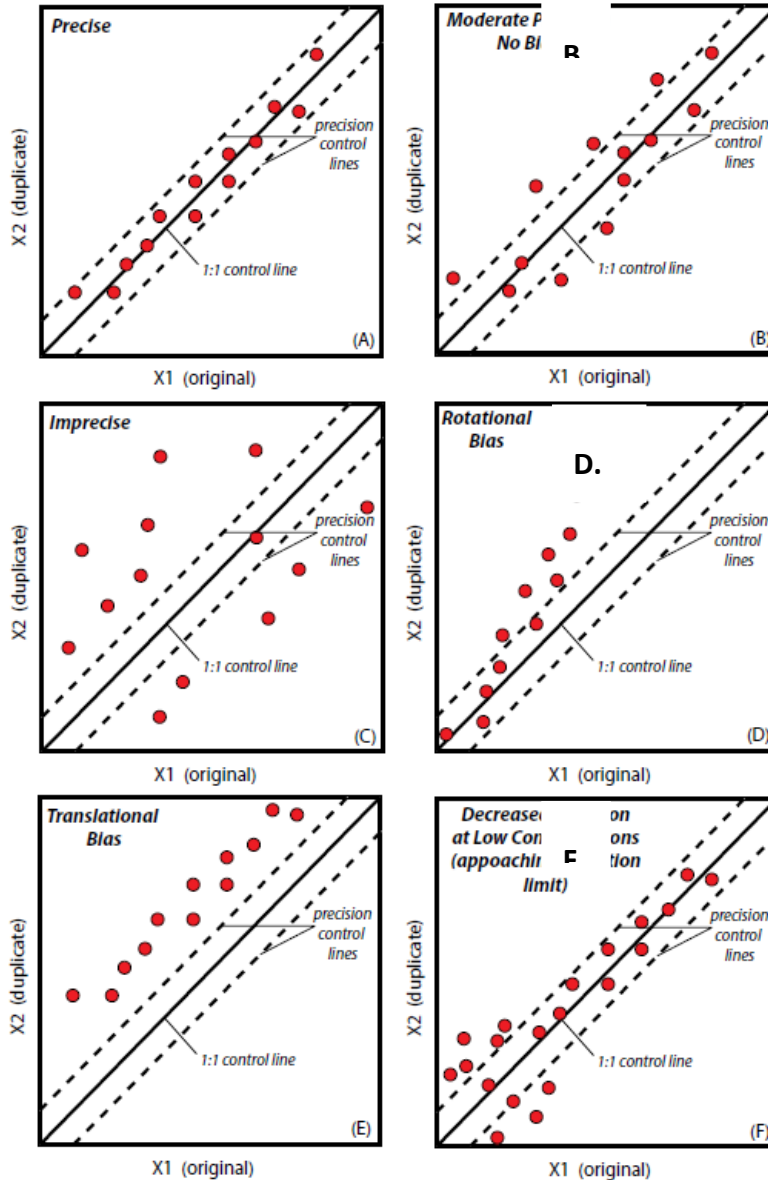 Precise
X2 (duplicate)
precision
control
lines
1:1 control line
(A)
X1 (original)
Moderate P
No Bi
B
X2 (duplicate)
precision
control
lines
1:1 control line
(B)
X1 (original)
Imprecise
X2 (duplicate)
precision
control
lines
1:1 control line
(C)
X1 (original)
Rotational
Bias
D.
X2 (duplicate)
precision
control
lines
1:1 control line
(D)
X1 (original)
Translational
Bias
X2 (duplicate)
precision
control
lines
1:1 control line
(E)
X1 (original)
Decreased on
at Low Con ons
(appoachin tion
limit)
X2 (duplicate)
precision
control
lines
1:1 control line
(F)
X1 (original)